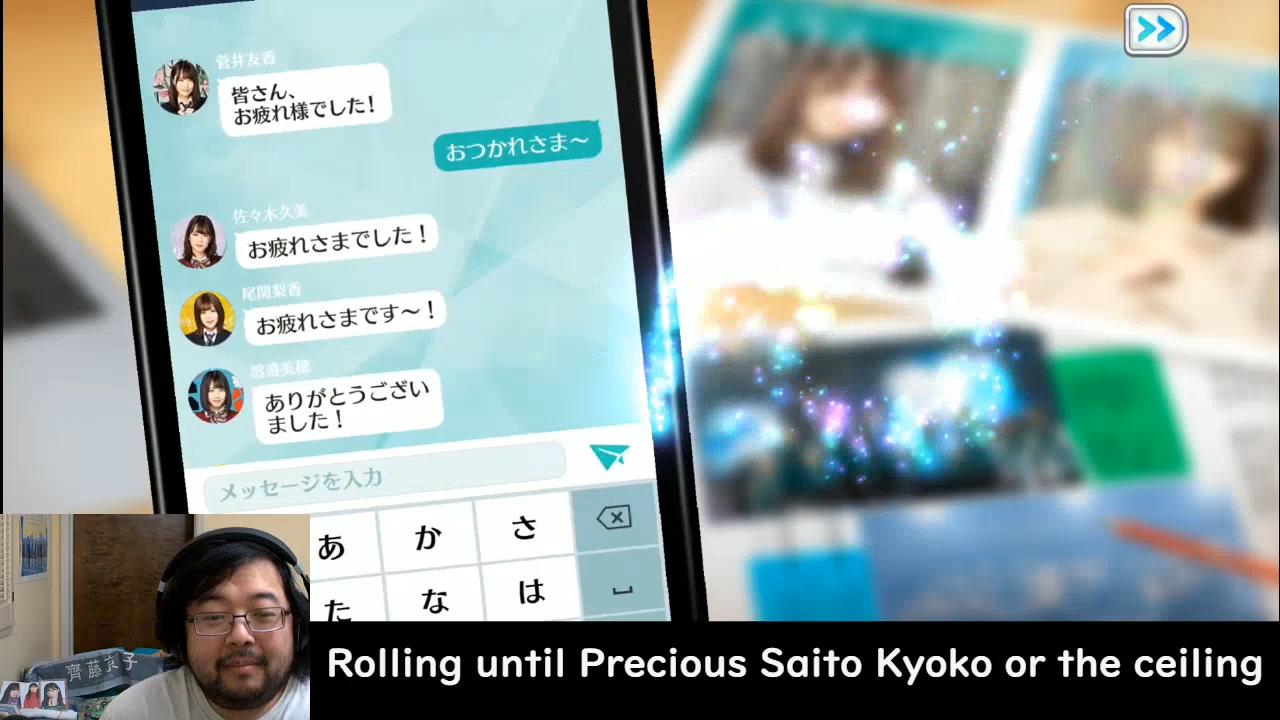 菅井友香
皆さん、
お疲れ様でした！
おつかれさま～
佐々木久美
お疲れさまでした！
尾関梨香
お疲れさまです～！
渡邉美穂
ありがとうござい
ました！
メッセージを入力
あ
か
さ
た
な
は
齊藤京子
Rolling until Precious Saito Kyoko or the ceiling